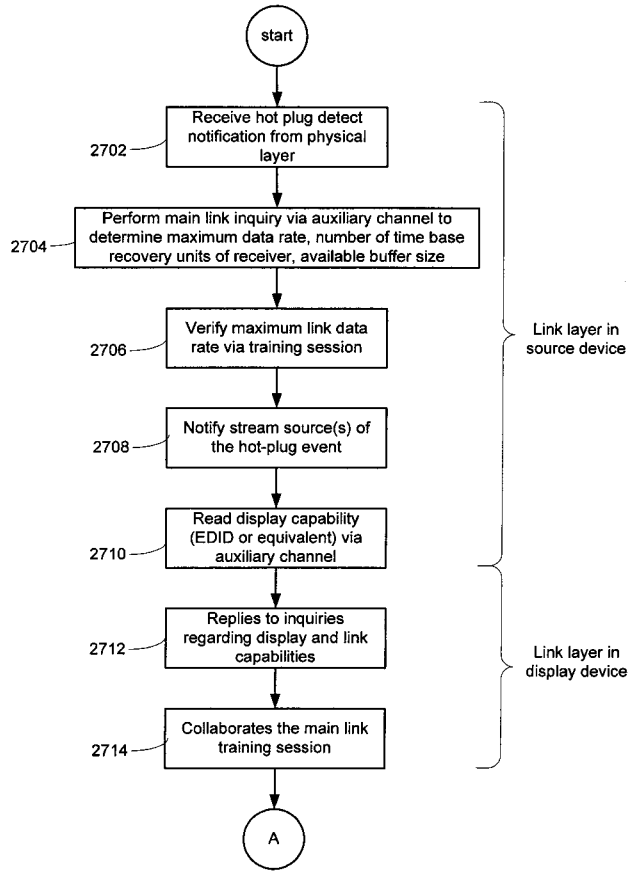 start
Receive hot plug detect
notification from physical
layer
2702
Perform main link inquiry via auxiliary channel to
determine maximum data rate, number of time base
recovery units of receiver, available buffer size
2704
Verify maximum link data
rate via training session
2706
Link layer in
source device
Notify stream source(s) of
the hot-plug event
2708
Read display capability
(EDID or equivalent) via
auxiliary channel
2710
Replies to inquiries
regarding display and link
capabilities
2712
Link layer in
display device
Collaborates the main link
training session
2714
A